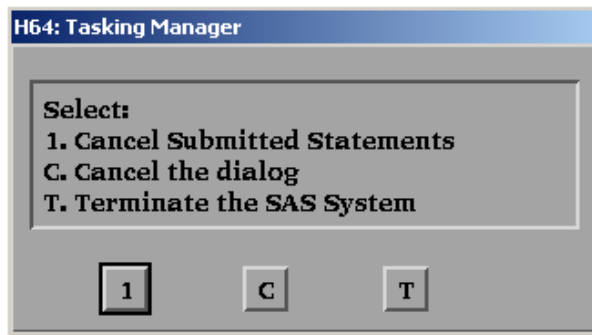 H64: Tasking Manager
Select:
1. Cancel Submitted Statements
C. Cancel the dialog
T. Terminate the SAS System
1 C T